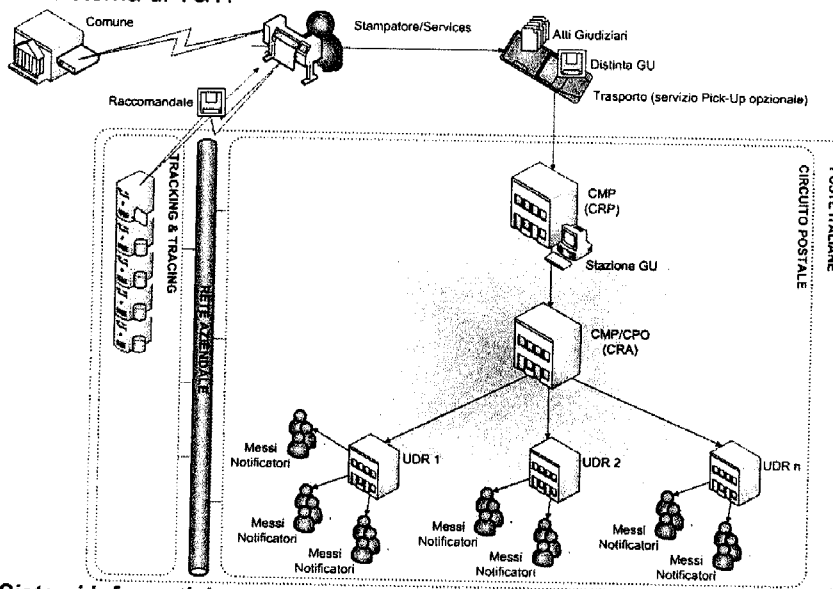 Comune
Stampatore/Services
Atti Giudiziari
Distinta GU
Trasporto (servizio Pick-Up opzionale)
Raccomandate
TRACKING & TRACING
RETE AZIENDALE
CIRCUITO POSTALE
CMP
(CRP)
Stazione GU
CMP/CPO
(CRA)
UDR 1
UDR 2
UDR n
Messi
Notificatori
Messi
Notificatori
Messi
Notificatori
Messi
Notificatori
Messi
Notificatori
Messi
Notificatori
Messi
Notificatori